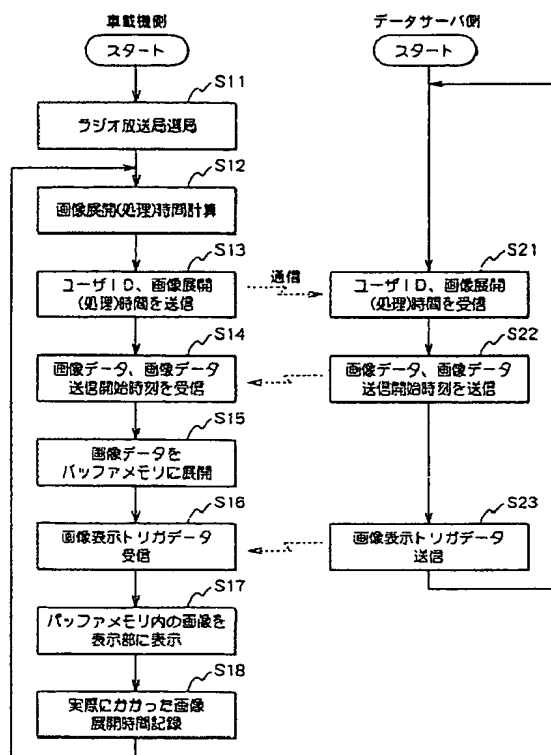 車載機側
スタート
S11
ラジオ放送局選局
S12
画像展開(処理)時間計算
S13
ユーザID、画像展開
(処理)時間を送信
S14
画像データ、画像データ
送信開始時刻を受信
S15
画像データを
バッファメモリに展開
S16
画像表示トリガデータ
受信
S17
バッファメモリ内の画像を
表示部に表示
S18
実際にかかった画像
展開時間記録
通信
データサーバ側
スタート
S21
ユーザID、画像展開
(処理)時間を受信
S22
画像データ、画像データ
送信開始時刻を送信
S23
画像表示トリガデータ
送信